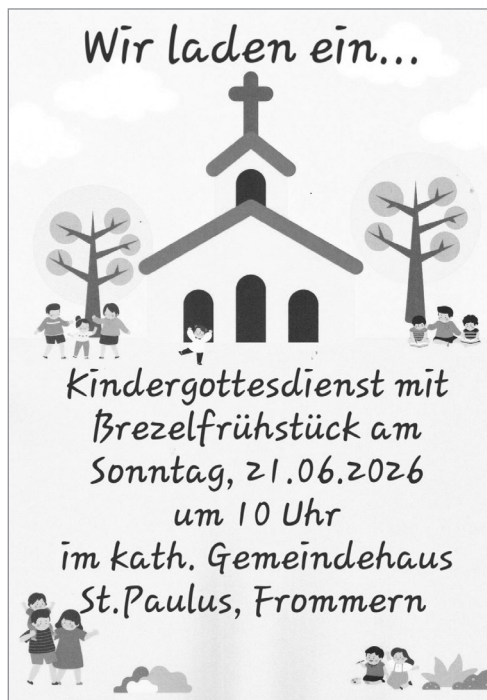 Wir laden ein...
Kindergottesdienst mit
Brezelfrühstück am
Sonntag, 21.06.2026
um 10 Uhr
im kath. Gemeindehaus
St.Paulus, Frommern